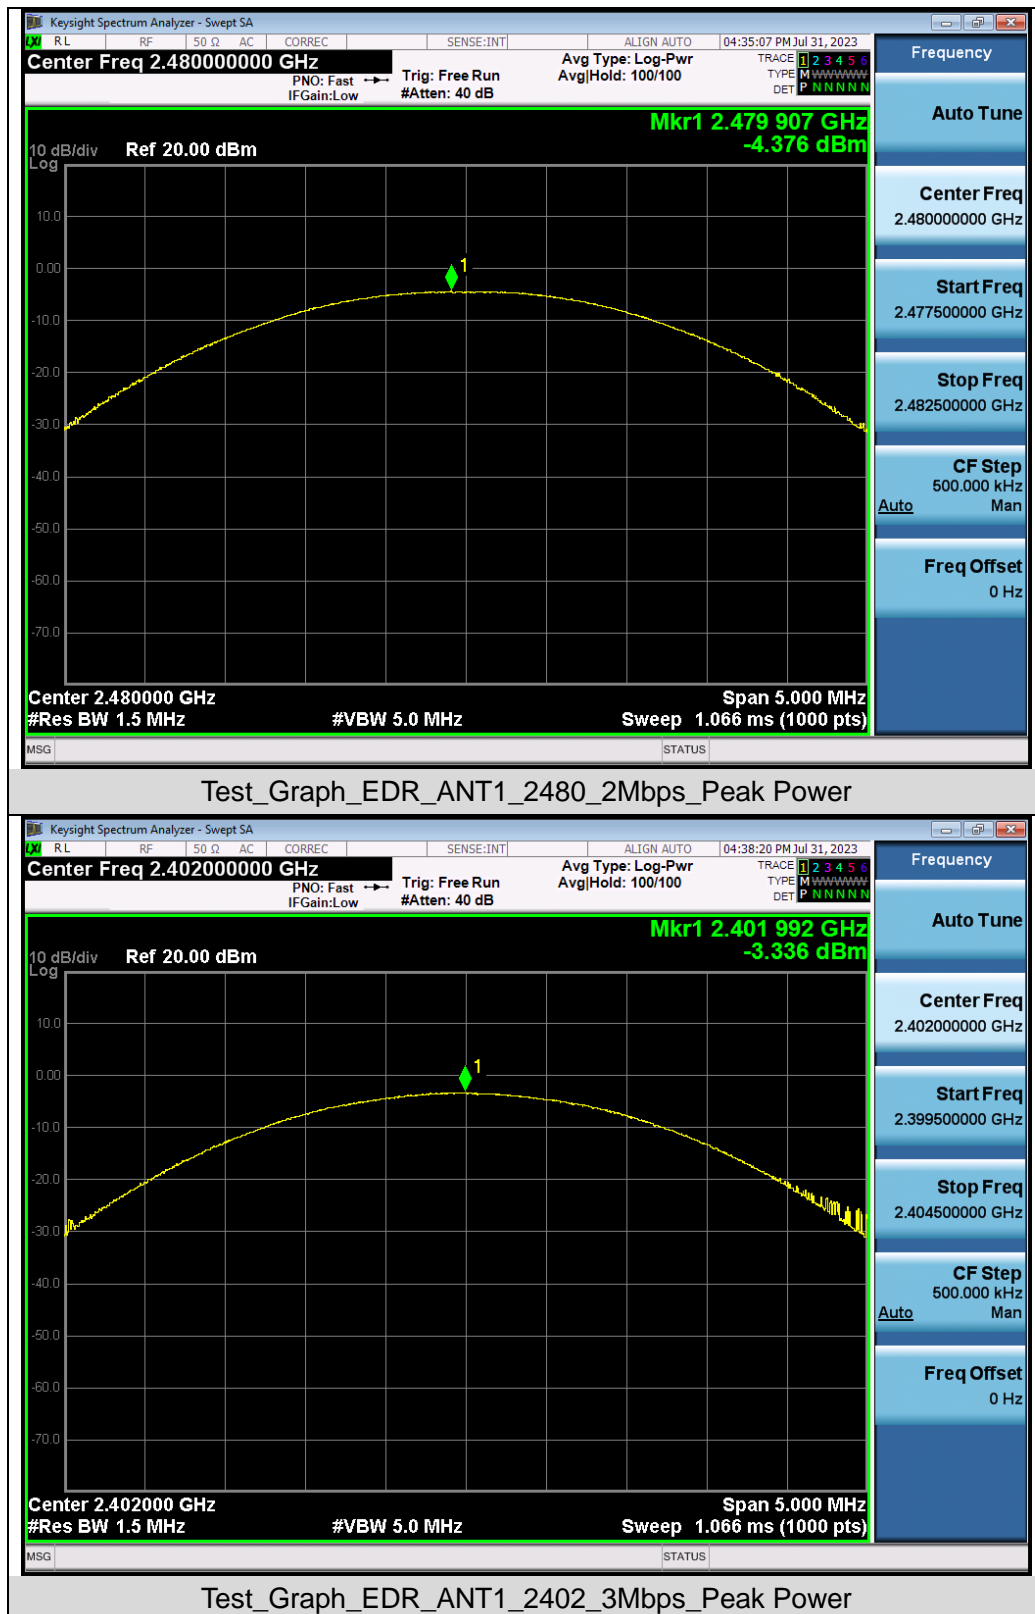 Keysight Spectrum Analyzer - Swept SA
LXI RL RF 50 Ω AC CORREC SENSE:INT ALIGN AUTO 04:35:07 PM Jul 31, 2023
Center Freq 2.480000000 GHz
PNO: Fast
IFGain:Low
Trig: Free Run
#Atten: 40 dB
Avg Type: Log-Pwr
Avg|Hold: 100/100
TRACE 1 2 3 4 5 6
TYPE M WWWWW
DET P N N N N N
Mkr1 2.479 907 GHz
-4.376 dBm
10 dB/div Ref 20.00 dBm
Log
10.0
0.00
1
-10.0
-20.0
-30.0
-40.0
-50.0
-60.0
-70.0
Center 2.480000 GHz Span 5.000 MHz
#Res BW 1.5 MHz #VBW 5.0 MHz Sweep 1.066 ms (1000 pts)
MSG STATUS
Frequency
Auto Tune
Center Freq
2.480000000 GHz
Start Freq
2.477500000 GHz
Stop Freq
2.482500000 GHz
CF Step
500.000 kHz
Auto Man
Freq Offset
0 Hz
Test_Graph_EDR_ANT1_2480_2Mbps_Peak Power
Keysight Spectrum Analyzer - Swept SA
LXI RL RF 50 Ω AC CORREC SENSE:INT ALIGN AUTO 04:38:20 PM Jul 31, 2023
Center Freq 2.402000000 GHz
PNO: Fast
IFGain:Low
Trig: Free Run
#Atten: 40 dB
Avg Type: Log-Pwr
Avg|Hold: 100/100
TRACE 1 2 3 4 5 6
TYPE M WWWWW
DET P N N N N N
Mkr1 2.401 992 GHz
-3.336 dBm
10 dB/div Ref 20.00 dBm
Log
10.0
0.00
1
-10.0
-20.0
-30.0
-40.0
-50.0
-60.0
-70.0
Center 2.402000 GHz Span 5.000 MHz
#Res BW 1.5 MHz #VBW 5.0 MHz Sweep 1.066 ms (1000 pts)
MSG STATUS
Frequency
Auto Tune
Center Freq
2.402000000 GHz
Start Freq
2.399500000 GHz
Stop Freq
2.404500000 GHz
CF Step
500.000 kHz
Auto Man
Freq Offset
0 Hz
Test_Graph_EDR_ANT1_2402_3Mbps_Peak Power